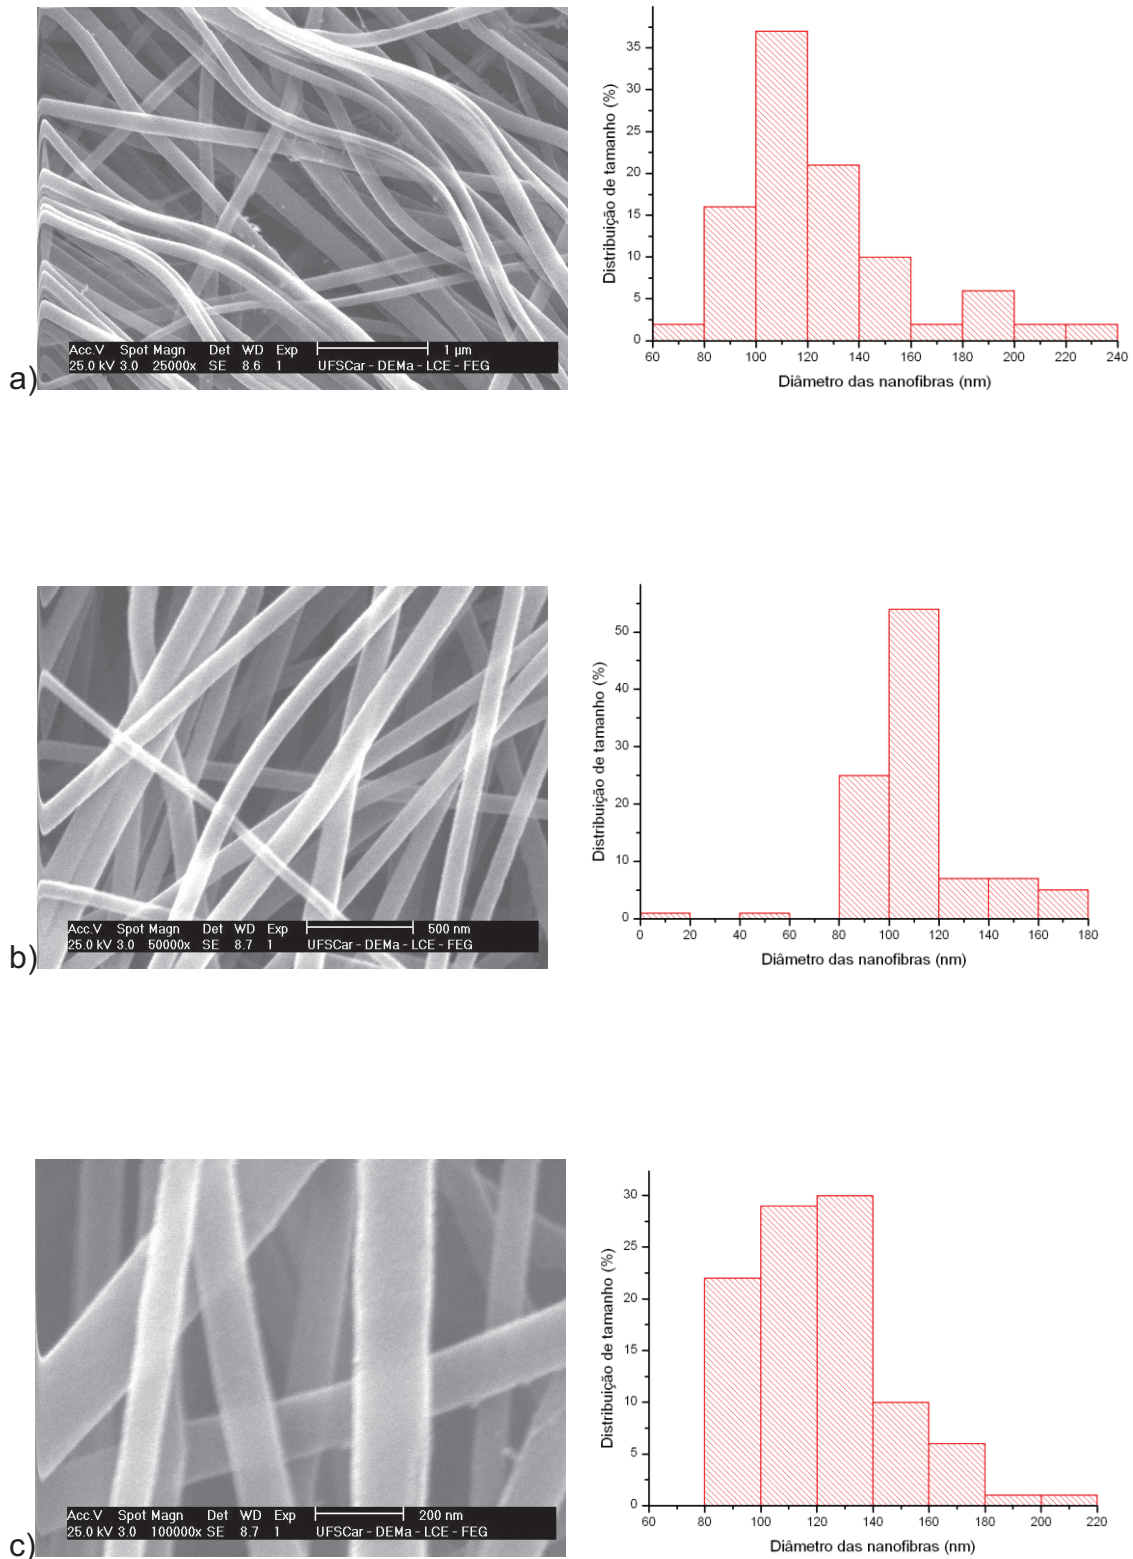 Acc.V Spot Magn Det WD Exp 1 µm
25.0 kV 3.0 25000x SE 8.6 1 UFSCar - DEMa - LCE - FEG
a)
Distribuição de tamanho (%)
35
30
25
20
15
10
5
0
60 80 100 120 140 160 180 200 220 240
Diâmetro das nanofibras (nm)
Acc.V Spot Magn Det WD Exp 500 nm
25.0 kV 3.0 50000x SE 8.7 1 UFSCar - DEMa - LCE - FEG
b)
Distribuição de tamanho (%)
50
40
30
20
10
0
0 20 40 60 80 100 120 140 160 180
Diâmetro das nanofibras (nm)
Acc.V Spot Magn Det WD Exp 200 nm
25.0 kV 3.0 100000x SE 8.7 1 UFSCar - DEMa - LCE - FEG
c)
Distribuição de tamanho (%)
30
25
20
15
10
5
0
60 80 100 120 140 160 180 200 220
Diâmetro das nanofibras (nm)